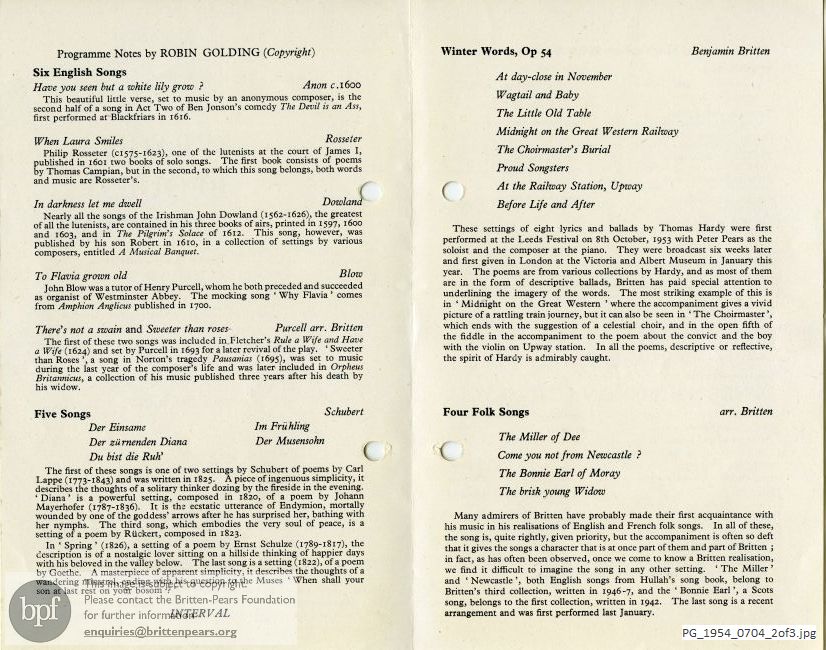 Programme Notes by ROBIN GOLDING (Copyright)
Six English Songs
Have you seen but a white lily grow ? Anon c.1600
This beautiful little verse, set to music by an anonymous composer, is the
second half of a song in Act Two of Ben Jonson's comedy The Devil is an Ass,
first performed at Blackfriars in 1616.
When Laura Smiles Rosseter
Philip Rosseter (c1575-1623), one of the lutenists at the court of James I,
published in 1601 two books of solo songs. The first book consists of poems
by Thomas Campian, but in the second, to which this song belongs, both words
and music are Rosseter's.
In darkness let me dwell Dowland
Nearly all the songs of the Irishman John Dowland (1562-1626), the greatest
of all the lutenists, are contained in his three books of airs, printed in 1597, 1600
and 1603, and in The Pilgrim's Solace of 1612. This song, however, was
published by his son Robert in 1610, in a collection of settings by various
composers, entitled A Musical Banquet.
To Flavia grown old Blow
John Blow was a tutor of Henry Purcell, whom he both preceded and succeeded
as organist of Westminster Abbey. The mocking song ' Why Flavia ' comes
from Amphion Anglicus published in 1700.
There's not a swain and Sweeter than roses Purcell arr. Britten
The first of these two songs was included in Fletcher's Rule a Wife and Have
a Wife (1624) and set by Purcell in 1693 for a later revival of the play. ' Sweeter
than Roses ', a song in Norton's tragedy Pausanias (1695), was set to music
during the last year of the composer's life and was later included in Orpheus
Britannicus, a collection of his music published three years after his death by
his widow.
Five Songs Schubert
Der Einsame Im Frühling
Der zürnenden Diana Der Musensohn
Du bist die Ruh'
The first of these songs is one of two settings by Schubert of poems by Carl
Lappe (1773-1843) and was written in 1825. A piece of ingenuous simplicity, it
describes the thoughts of a solitary thinker dozing by the fireside in the evening.
' Diana ' is a powerful setting, composed in 1820, of a poem by Johann
Mayerhofer (1787-1836). It is the ecstatic utterance of Endymion, mortally
wounded by one of the goddess' arrows after he has surprised her, bathing with
her nymphs. The third song, which embodies the very soul of peace, is a
setting of a poem of Rückert, composed in 1823.
In ' Spring ' (1826), a setting of a poem by Ernst Schulze (1789-1817), the
description is of a nostalgic lover sitting on a hillside thinking of happier days
with his beloved in the valley below. The last song is a setting (1822), of a poem
by Goethe. A masterpiece of apparent simplicity, it describes the thoughts of a
wandering minstrel, ending with his question to the Muses ' When shall your
son at last rest on your bosom ?
INTERVAL
bpf
This image is subject to copyright.
Please contact the Britten-Pears Foundation
for further information
enquiries@brittenpears.org
Winter Words, Op 54 Benjamin Britten
At day-close in November
Wagtail and Baby
The Little Old Table
Midnight on the Great Western Railway
The Choirmaster's Burial
Proud Songsters
At the Railway Station, Upway
Before Life and After
These settings of eight lyrics and ballads by Thomas Hardy were first
performed at the Leeds Festival on 8th October, 1953 with Peter Pears as the
soloist and the composer at the piano. They were broadcast six weeks later
and first given in London at the Victoria and Albert Museum in January this
year. The poems are from various collections by Hardy, and as most of them
are in the form of descriptive ballads, Britten has paid special attention to
underlining the imagery of the words. The most striking example of this is
in ' Midnight on the Great Western ' where the accompaniment gives a vivid
picture of a rattling train journey, but it can also be seen in ' The Choirmaster ',
which ends with the suggestion of a celestial choir, and in the open fifth of
the fiddle in the accompaniment to the poem about the convict and the boy
with the violin on Upway station. In all the poems, descriptive or reflective,
the spirit of Hardy is admirably caught.
Four Folk Songs arr. Britten
The Miller of Dee
Come you not from Newcastle ?
The Bonnie Earl of Moray
The brisk young Widow
Many admirers of Britten have probably made their first acquaintance with
his music in his realisations of English and French folk songs. In all of these,
the song is, quite rightly, given priority, but the accompaniment is often so deft
that it gives the songs a character that is at once part of them and part of Britten ;
in fact, as has often been observed, once we come to know a Britten realisation,
we find it difficult to imagine the song in any other setting. ' The Miller '
and ' Newcastle ', both English songs from Hullah's song book, belong to
Britten's third collection, written in 1946-7, and the ' Bonnie Earl ', a Scots
song, belongs to the first collection, written in 1942. The last song is a recent
arrangement and was first performed last January.
PG_1954_0704_2of3.jpg